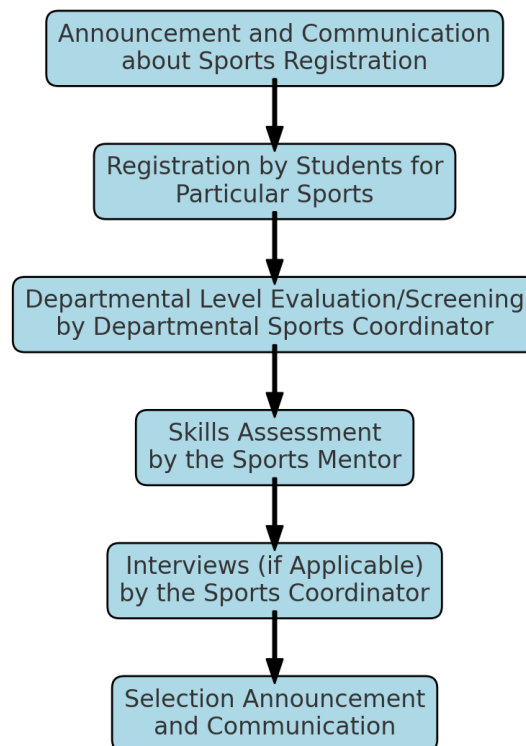 Announcement and Communication
about Sports Registration
Registration by Students for
Particular Sports
Departmental Level Evaluation/Screening
by Departmental Sports Coordinator
Skills Assessment
by the Sports Mentor
Interviews (if Applicable)
by the Sports Coordinator
Selection Announcement
and Communication